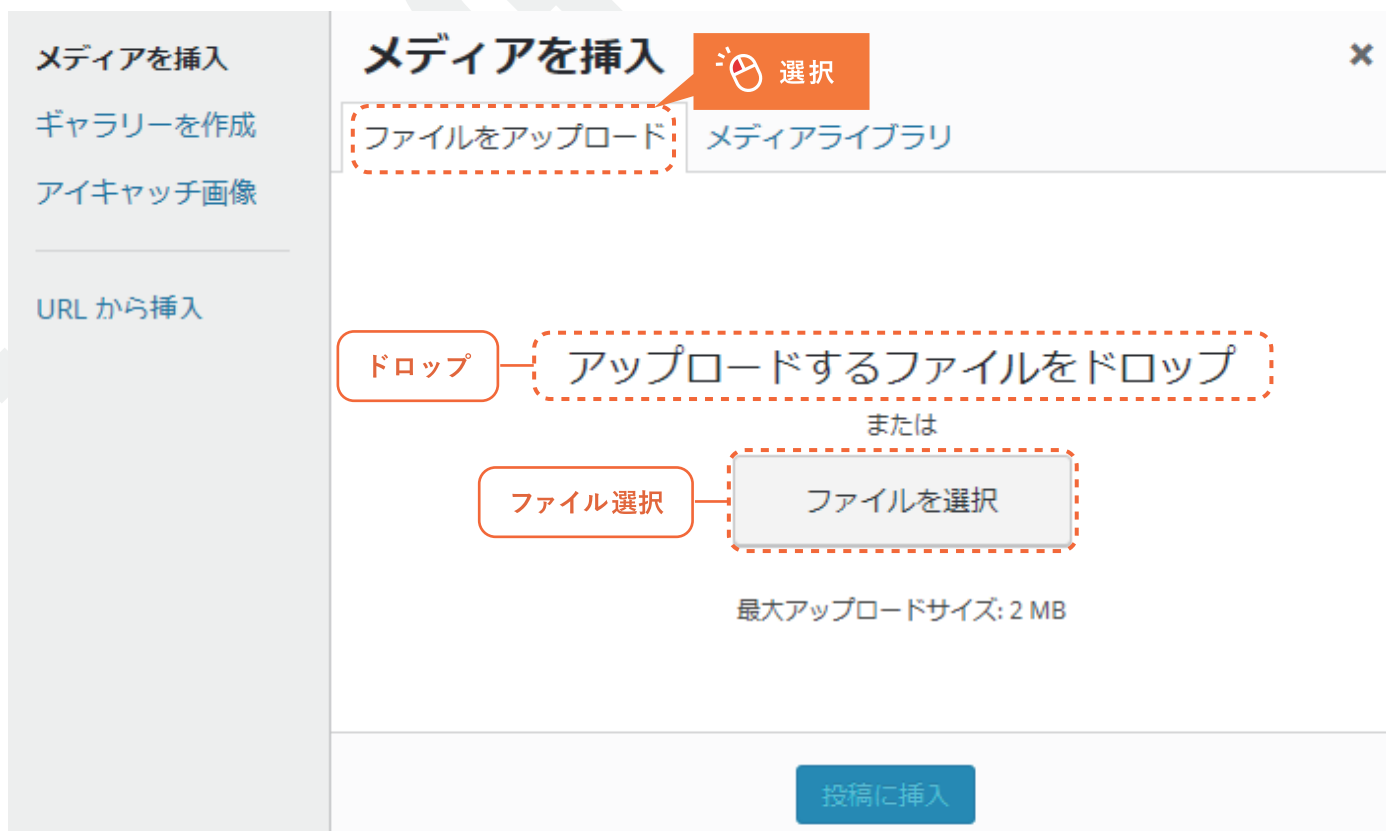 メディアを挿入
ギャラリーを作成
アイキャッチ画像
URL から挿入
メディアを挿入
選択
ファイルをアップロード
メディアライブラリ
ドロップ
アップロードするファイルをドロップ
または
ファイル選択
ファイルを選択
最大アップロードサイズ: 2 MB
投稿に挿入